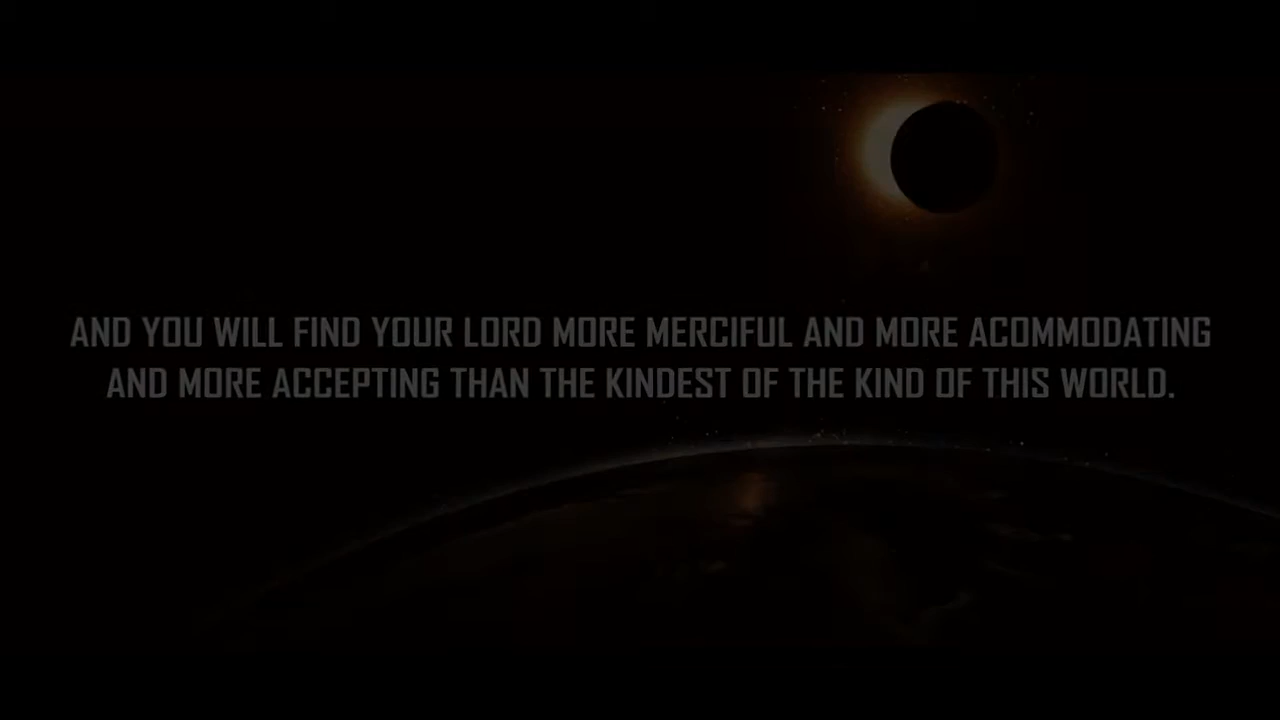 AND YOU WILL FIND YOUR LORD MORE MERCIFUL AND MORE ACOMMODATING
AND MORE ACCEPTING THAN THE KINDEST OF THE KIND OF THIS WORLD.